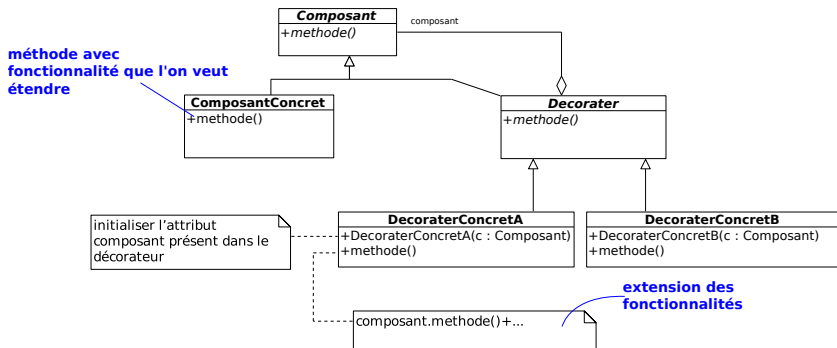 Composant
+methode()
composant
méthode avec
fonctionnalité que l'on veut
étendre
ComposantConcret
+methode()
Decorater
+methode()
initialiser l'attribut
composant présent dans le
décorateur
DecoraterConcretA
+DecoraterConcretA(c : Composant)
+methode()
DecoraterConcretB
+DecoraterConcretB(c : Composant)
+methode()
extension des
fonctionnalités
composant.methode()+...